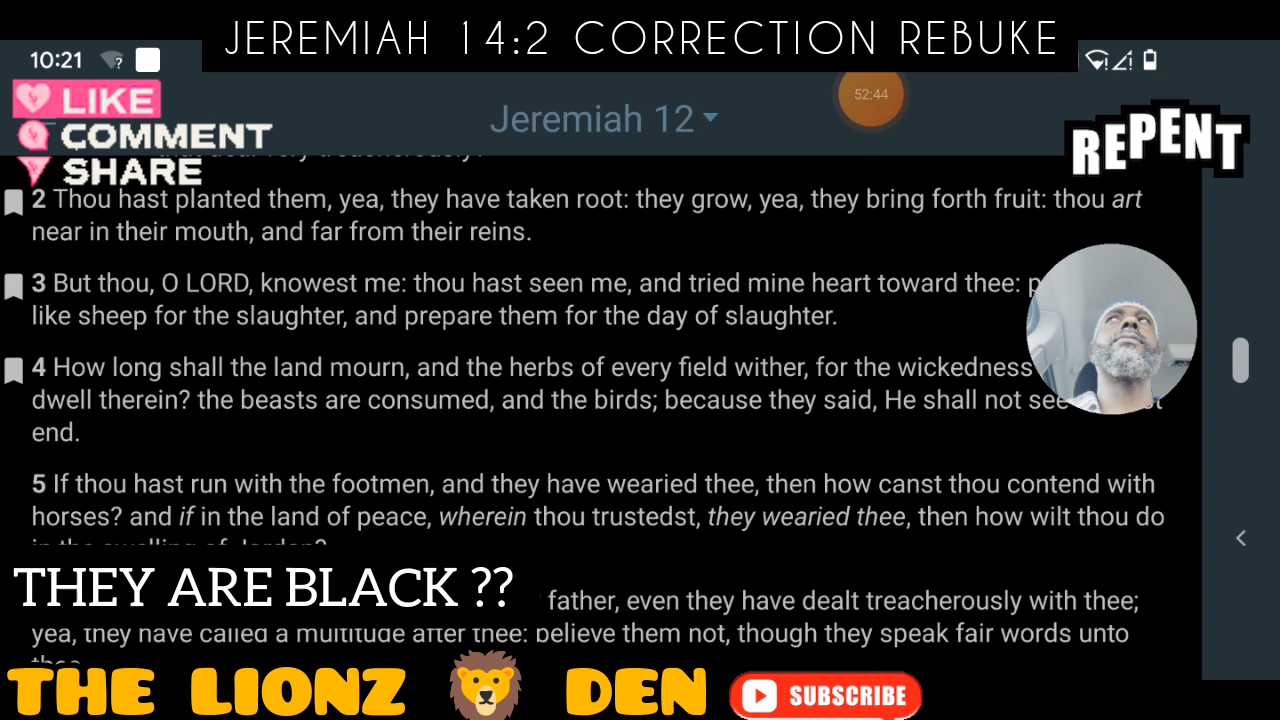 JEREMIAH 14:2 CORRECTION REBUKE
10:21
LIKE
COMMENT
SHARE
Jeremiah 12
52:44
REPENT
2 Thou hast planted them, yea, they have taken root: they grow, yea, they bring forth fruit: thou art
near in their mouth, and far from their reins.
3 But thou, O LORD, knowest me: thou hast seen me, and tried mine heart toward thee:
like sheep for the slaughter, and prepare them for the day of slaughter.
4 How long shall the land mourn, and the herbs of every field wither, for the wickedness
dwell therein? the beasts are consumed, and the birds; because they said, He shall not see
end.
5 If thou hast run with the footmen, and they have wearied thee, then how canst thou contend with
horses? and if in the land of peace, wherein thou trustedst, they wearied thee, then how wilt thou do
in the swelling of Jordan?
THEY ARE BLACK ??
father, even they have dealt treacherously with thee;
yea, they have called a multitude after thee: believe them not, though they speak fair words unto
THE LIONZ DEN
SUBSCRIBE